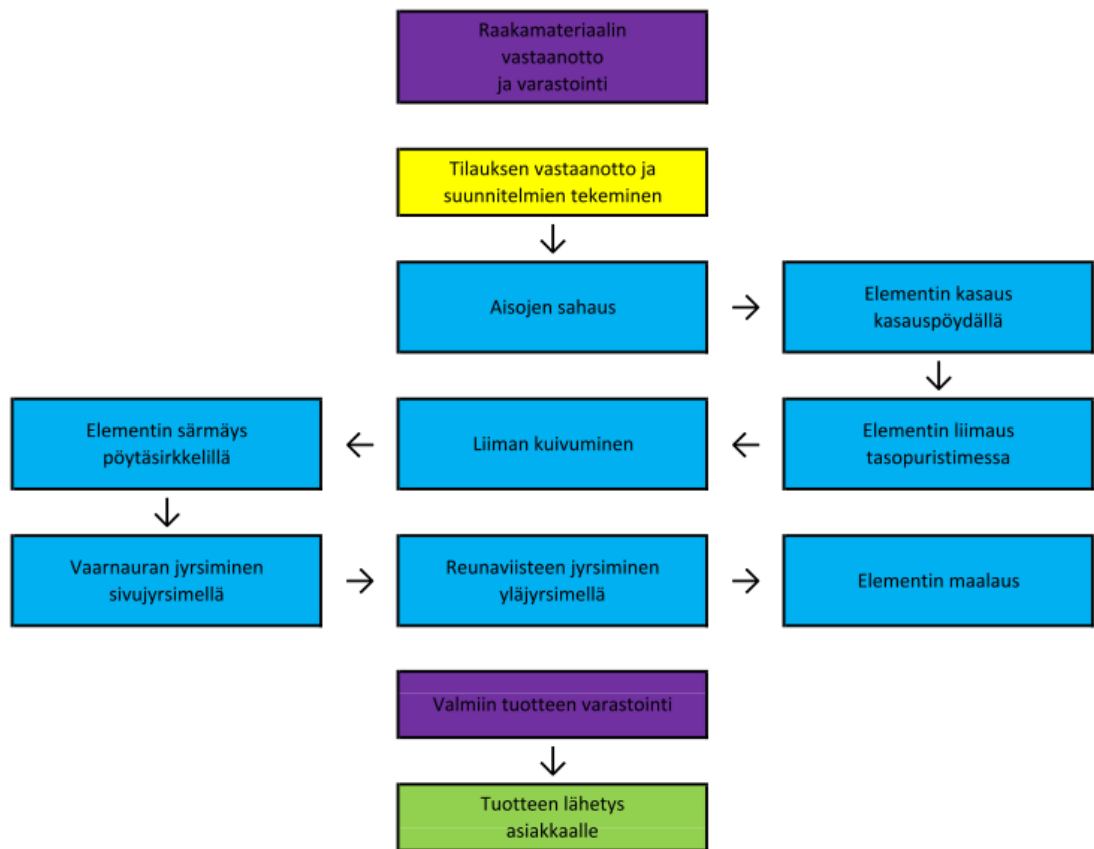 Raakamateriaalin
vastaanotto
ja varastointi
Tilauksen vastaanotto ja
suunnitelmien tekeminen
Aisojen sahaus
Elementin kasaus
kasauspöydällä
Elementin särmäys
pöytäsirkkelillä
Liiman kuivuminen
Elementin liimaus
tasopuristimessa
Vaarnauran jyrsiminen
sivujyrsimellä
Reunaviisteen jyrsiminen
yläjyrsimellä
Elementin maalaus
Valmiin tuotteen varastointi
Tuotteen lähetys
asiakkaalle